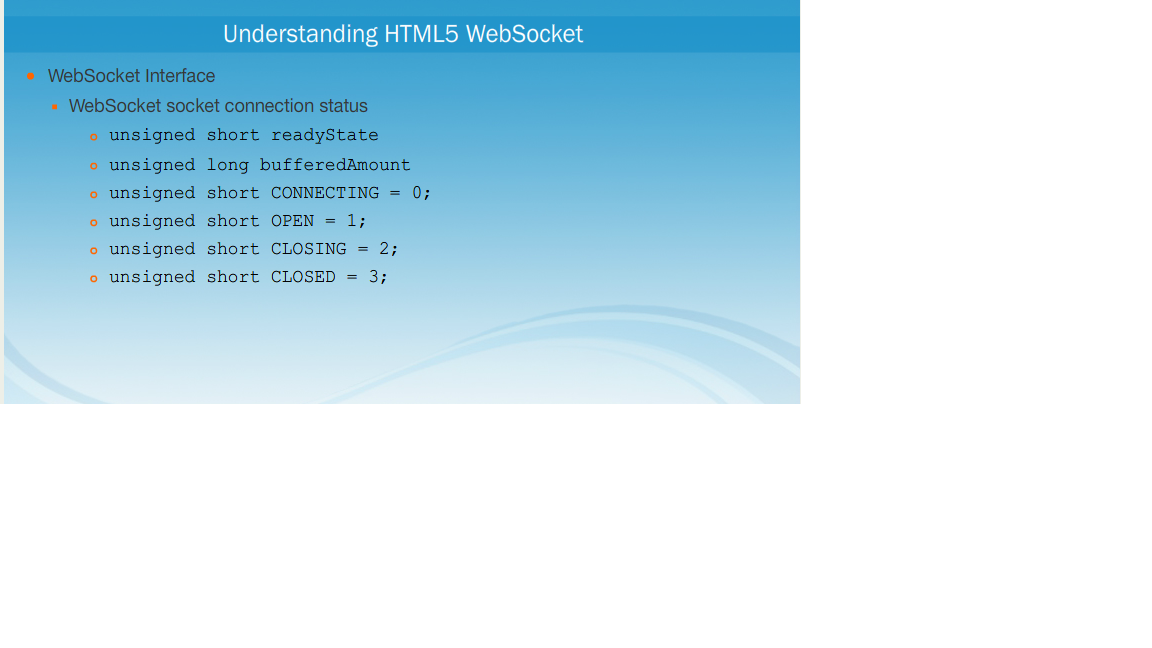 Understanding HTML5 WebSocket
WebSocket Interface
WebSocket socket connection status
unsigned short readyState
unsigned long bufferedAmount
unsigned short CONNECTING = 0;
unsigned short OPEN = 1;
unsigned short CLOSING = 2;
unsigned short CLOSED = 3;